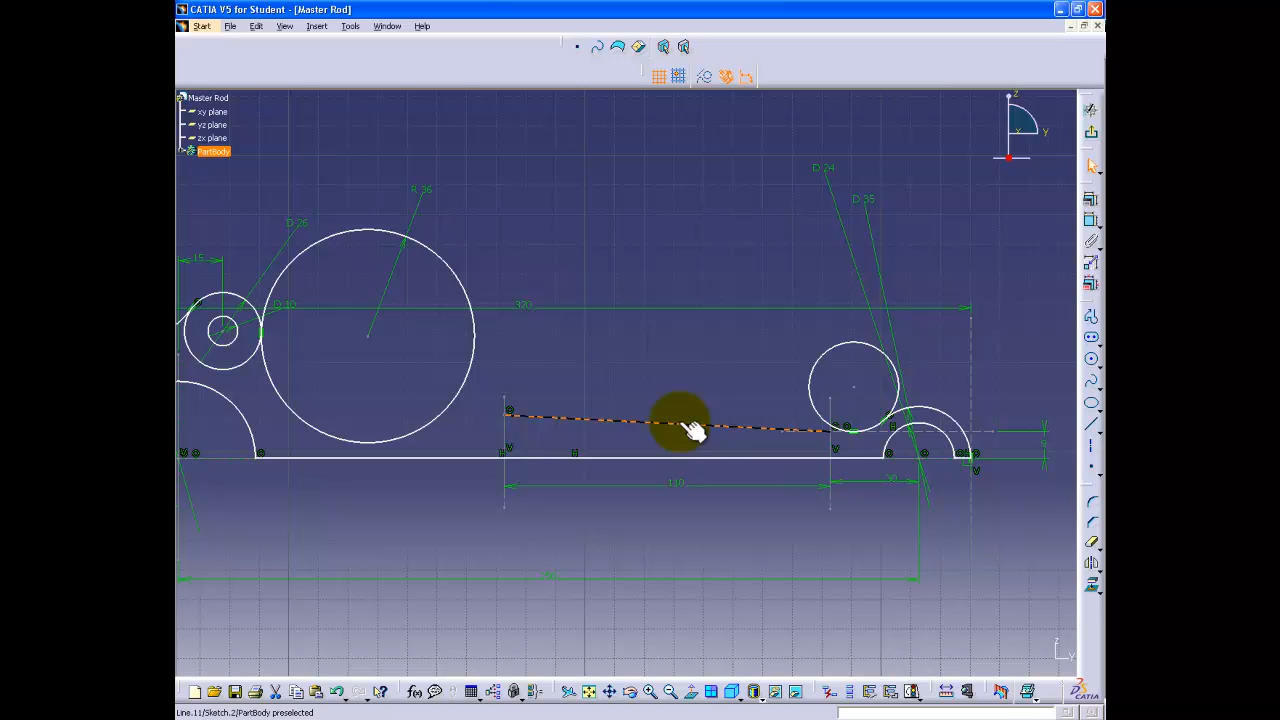 CATIA V5 for Student - [Master Rod]
Start File Edit View Insert Tools Window Help
Master Rod
xy plane
yz plane
zx plane
PartBody
z
x y
D 24
R 36
D 35
D 26
15
D 10
320
V
H V
H
V
H
V
110
30
z
y
f(x)
CATIA
Line.11/Sketch.2/PartBody preselected